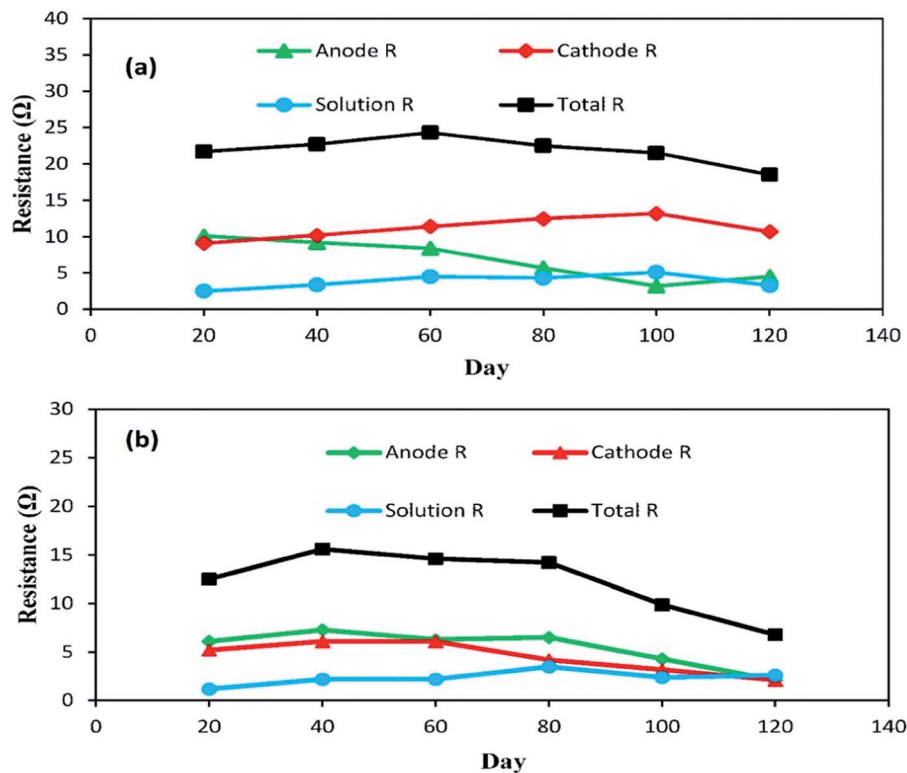 40
35
(a)
Anode R
Cathode R
30
Solution R
Total R
25
20
15
10
5
0
Resistance (Ω)
0 20 40 60 80 100 120 140
Day
30
(b)
Anode R
Cathode R
25
Solution R
Total R
20
15
10
5
0
Resistance (Ω)
0 20 40 60 80 100 120 140
Day